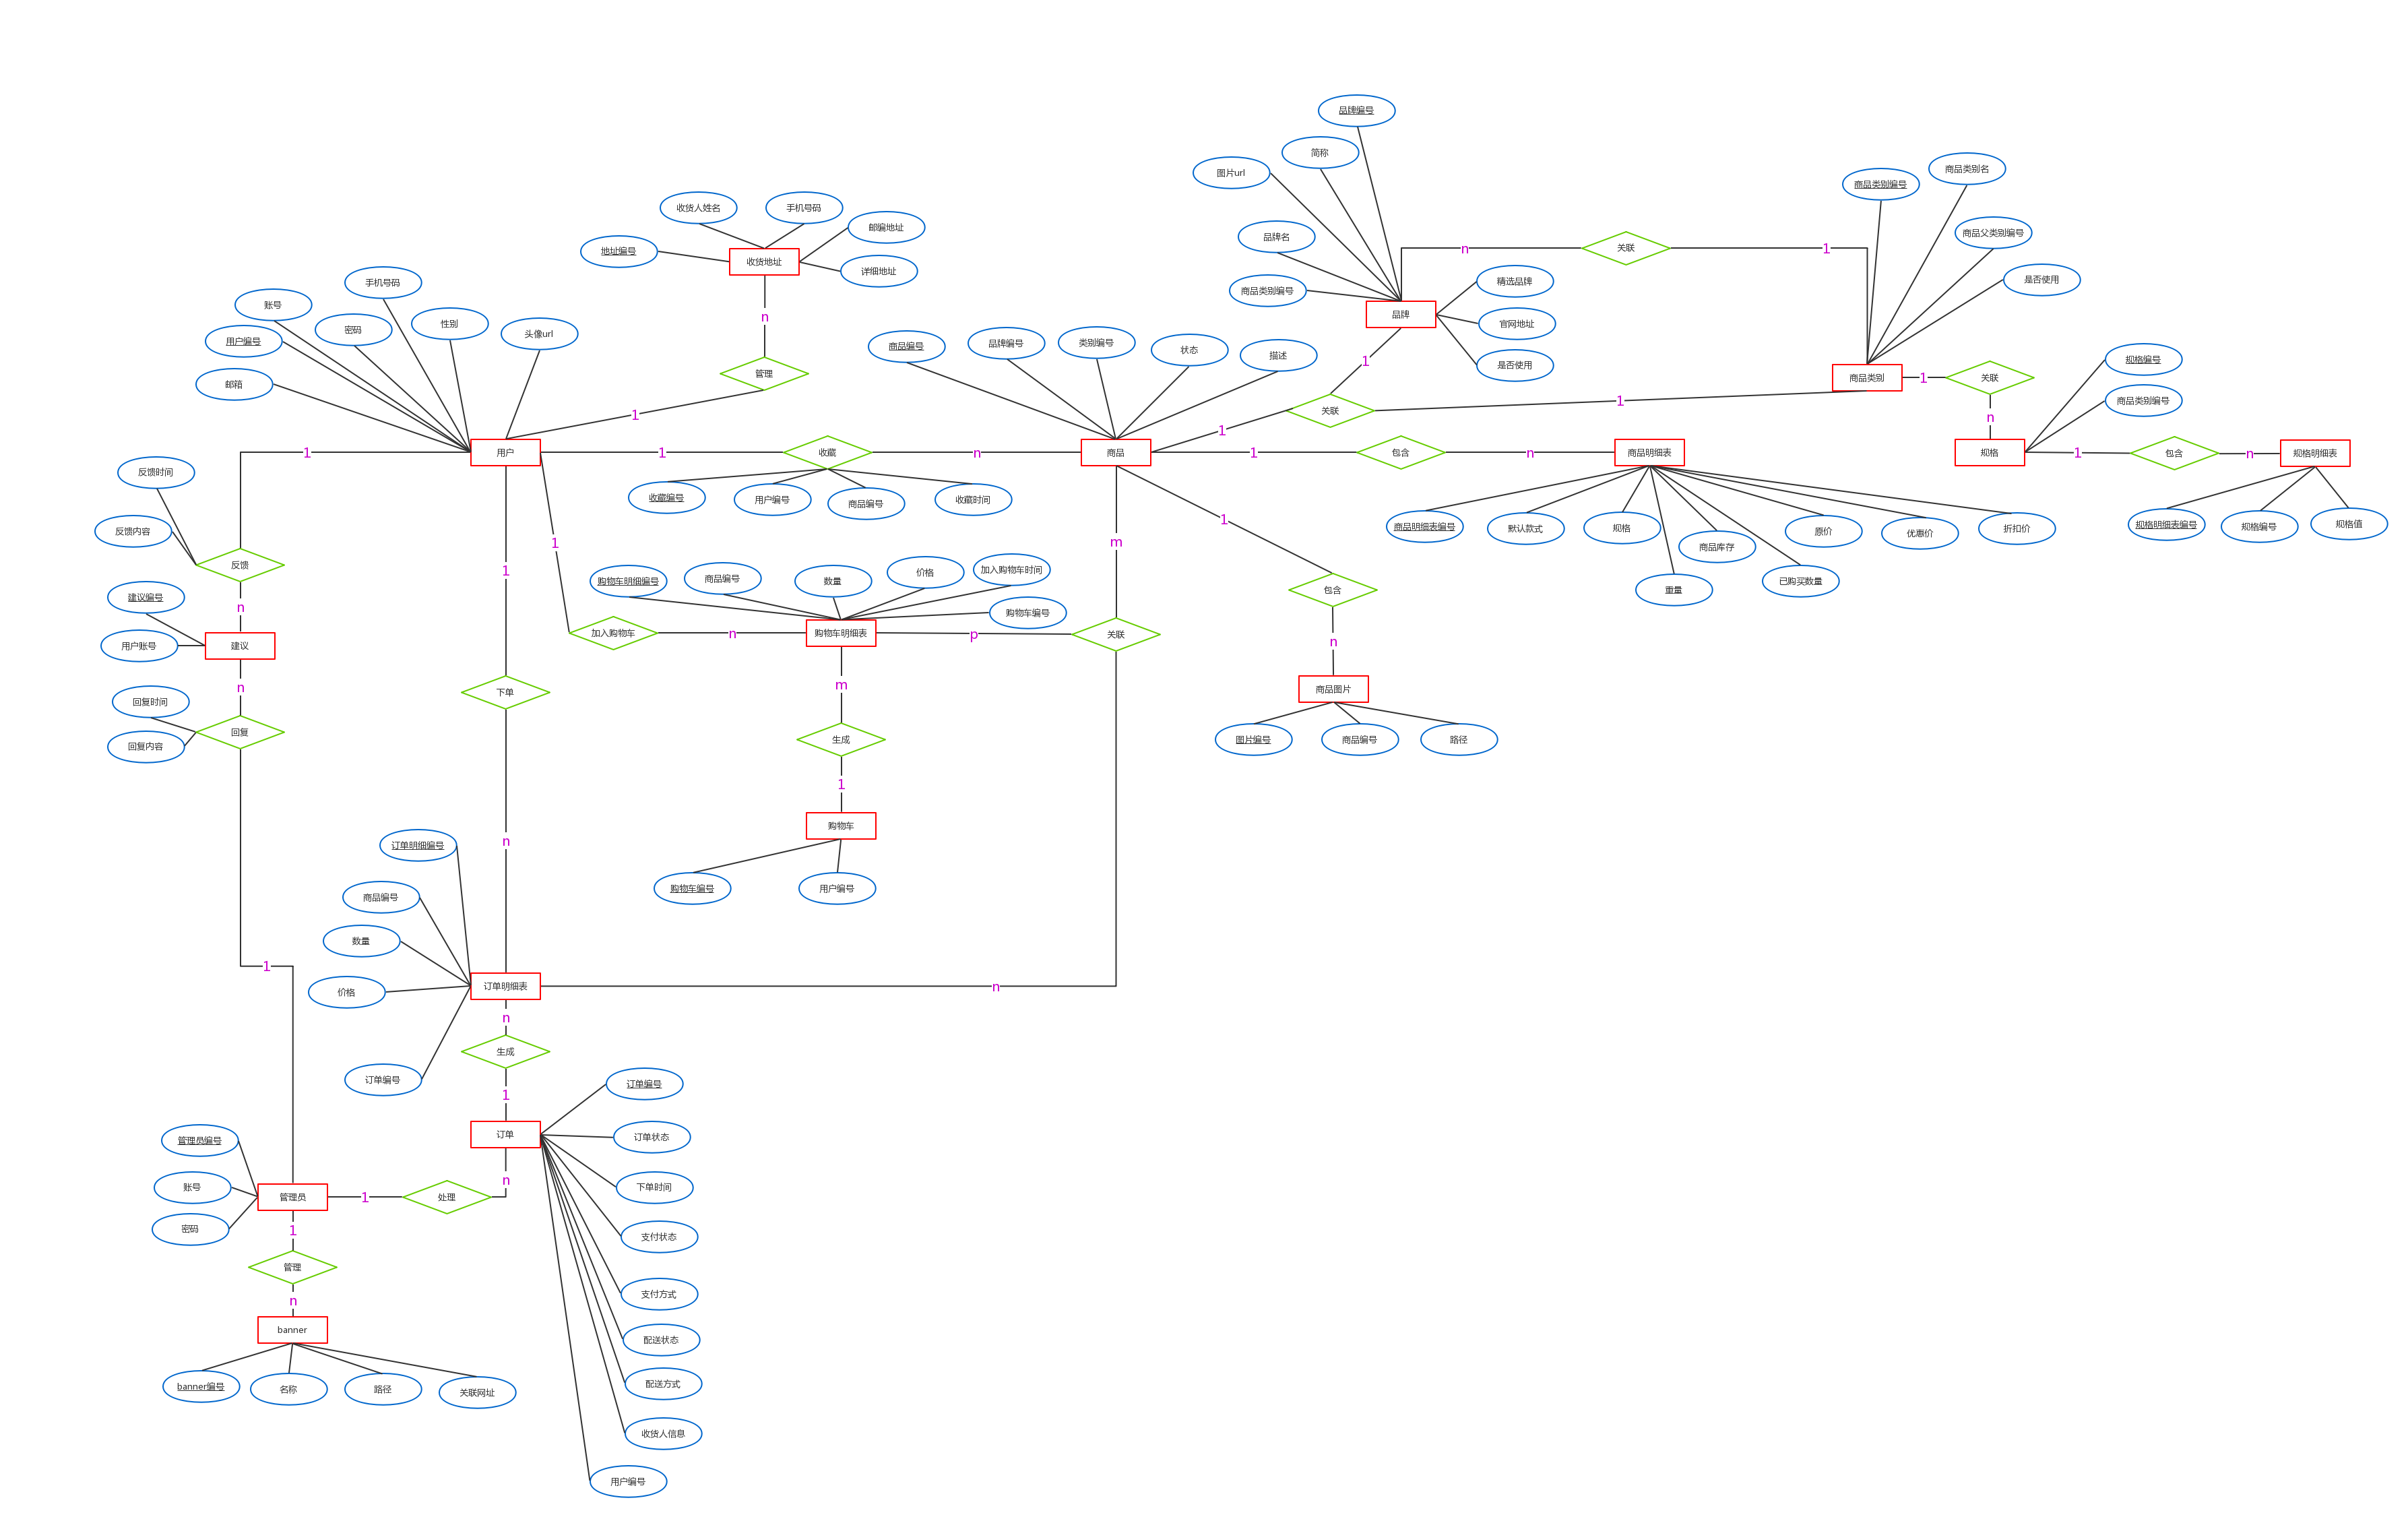 品牌编号
简称
图片url
商品类别名
商品类别编号
收货人姓名
手机号码
邮编地址
商品父类别编号
品牌名
n
关联
1
地址编号
收货地址
详细地址
手机号码
商品类别编号
精选品牌
是否使用
账号
密码
性别
头像url
n
品牌
官网地址
用户编号
商品编号
品牌编号
类别编号
状态
描述
1
是否使用
规格编号
邮箱
管理
商品类别
1
关联
商品类别编号
1
关联
1
n
1
1
用户
1
收藏
n
商品
1
包含
n
商品明细表
规格
1
包含
n
规格明细表
反馈时间
收藏编号
用户编号
商品编号
收藏时间
1
商品明细表编号
默认款式
规格
商品库存
原价
优惠价
折扣价
规格明细表编号
规格编号
规格值
反馈内容
1
m
反馈
1
购物车明细编号
商品编号
数量
价格
加入购物车时间
包含
重量
已购买数量
建议编号
n
购物车编号
用户账号
建议
加入购物车
n
购物车明细表
p
关联
n
n
m
商品图片
回复时间
下单
回复
回复内容
生成
图片编号
商品编号
路径
1
n
购物车
订单明细编号
购物车编号
用户编号
商品编号
数量
1
价格
订单明细表
n
n
生成
订单编号
订单编号
1
管理员编号
订单
订单状态
账号
管理员
1
处理
n
下单时间
密码
1
支付状态
管理
支付方式
n
banner
配送状态
banner编号
名称
路径
关联网址
配送方式
收货人信息
用户编号